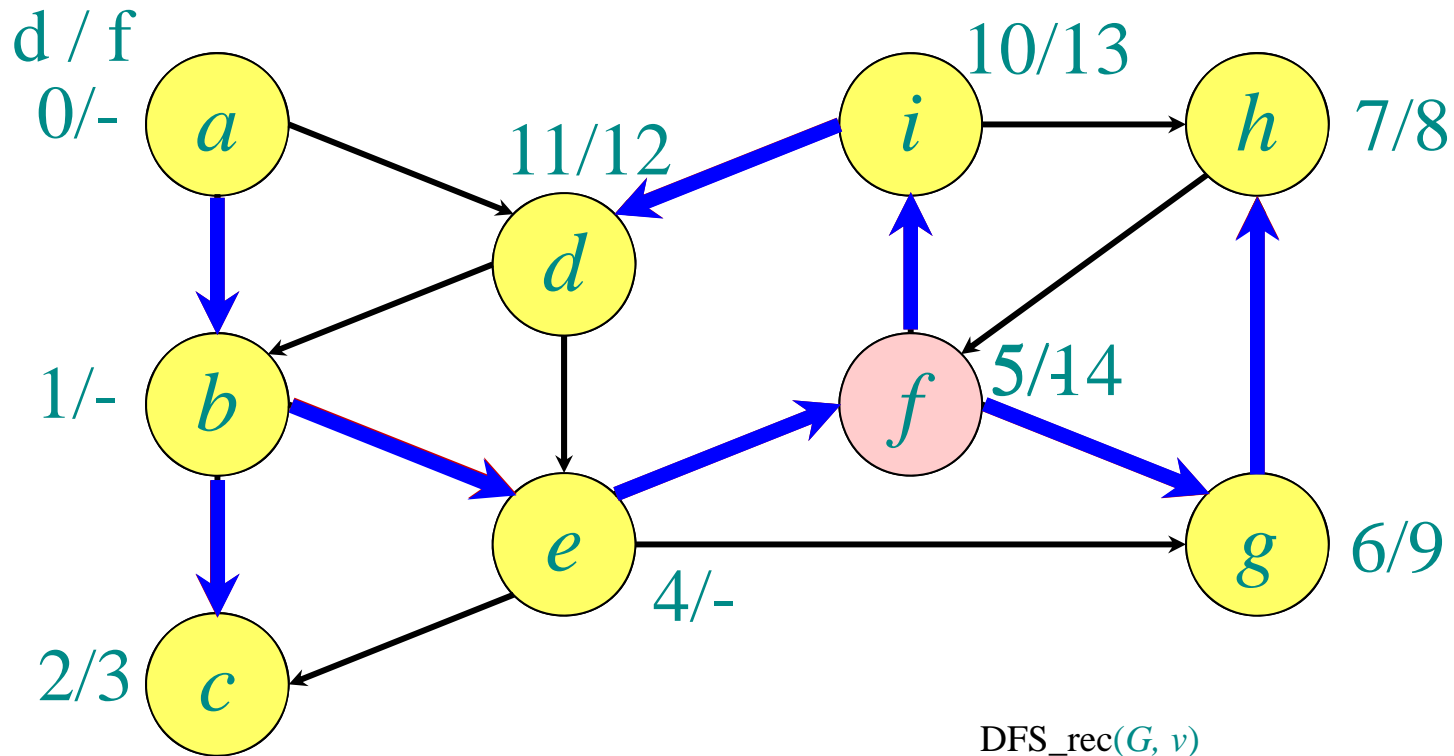 d / f
10/13
0/-
a
i
h
7/8
11/12
d
1/-
b
f
5/-14
e
g
6/9
4/-
2/3
c
DFS_rec(G, v)